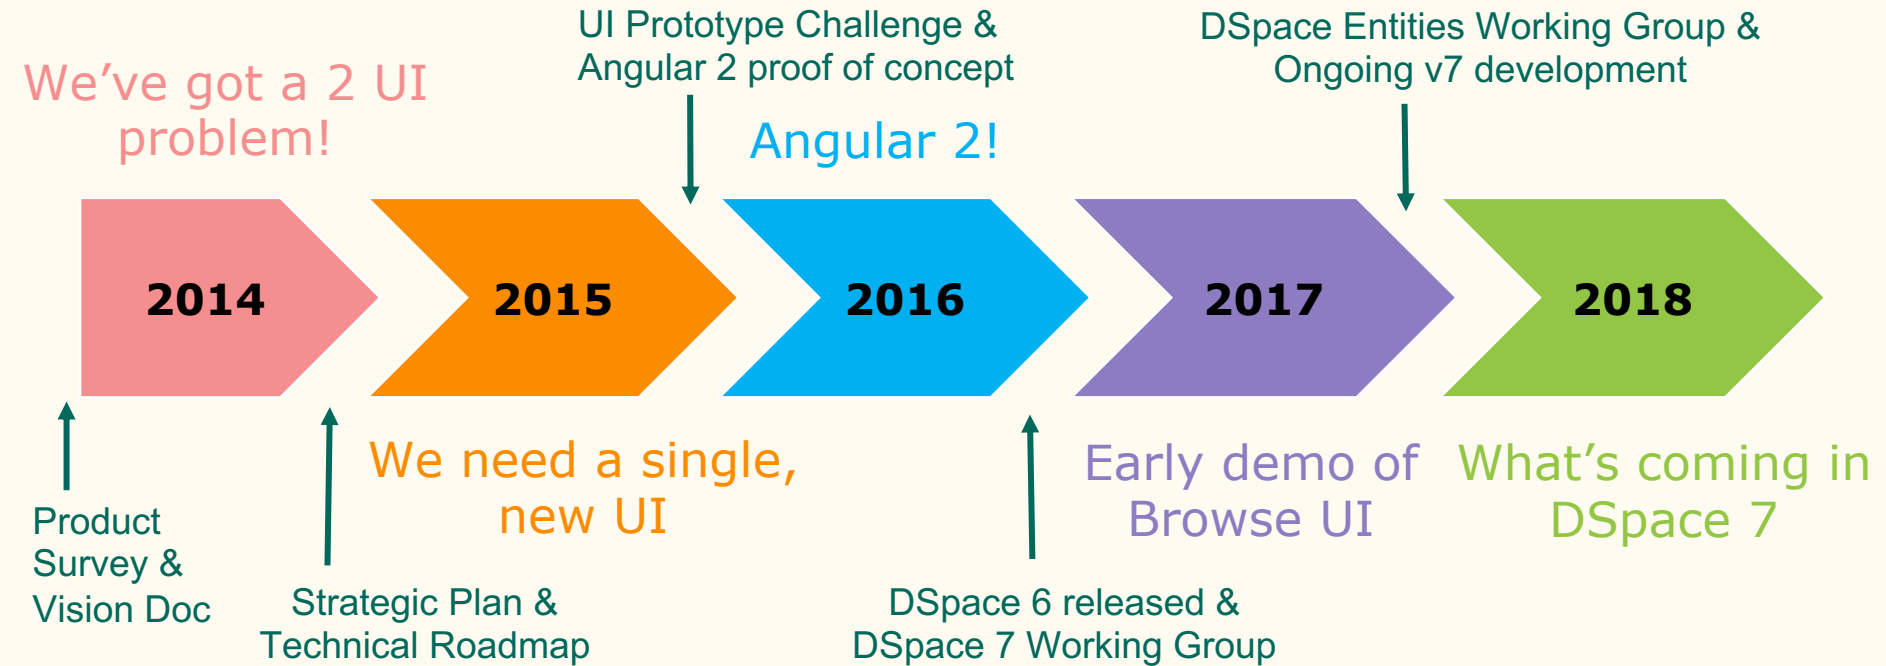 UI Prototype Challenge &
Angular 2 proof of concept
DSpace Entities Working Group &
Ongoing v7 development
We’ve got a 2 UI
problem!
Angular 2!
2014
2015
2016
2017
2018
We need a single,
new UI
Early demo of
Browse UI
What’s coming in
DSpace 7
Product
Survey &
Vision Doc
Strategic Plan &
Technical Roadmap
DSpace 6 released &
DSpace 7 Working Group